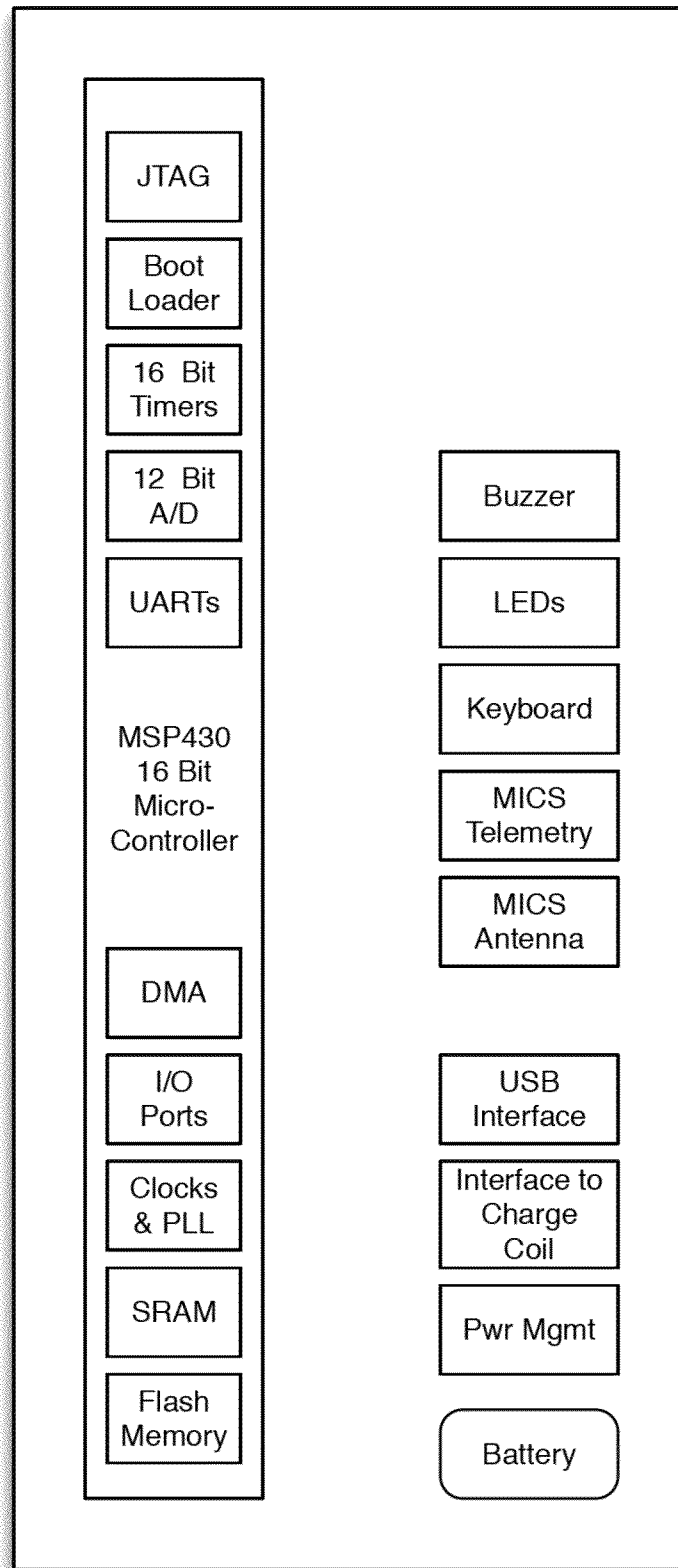 JTAG
Boot
Loader
16 Bit
Timers
12 Bit
A/D
UARTs
MSP430
16 Bit
Micro-
Controller
DMA
I/O
Ports
Clocks
& PLL
SRAM
Flash
Memory
Buzzer
LEDs
Keyboard
MICS
Telemetry
MICS
Antenna
USB
Interface
Interface to
Charge
Coil
Pwr Mgmt
Battery